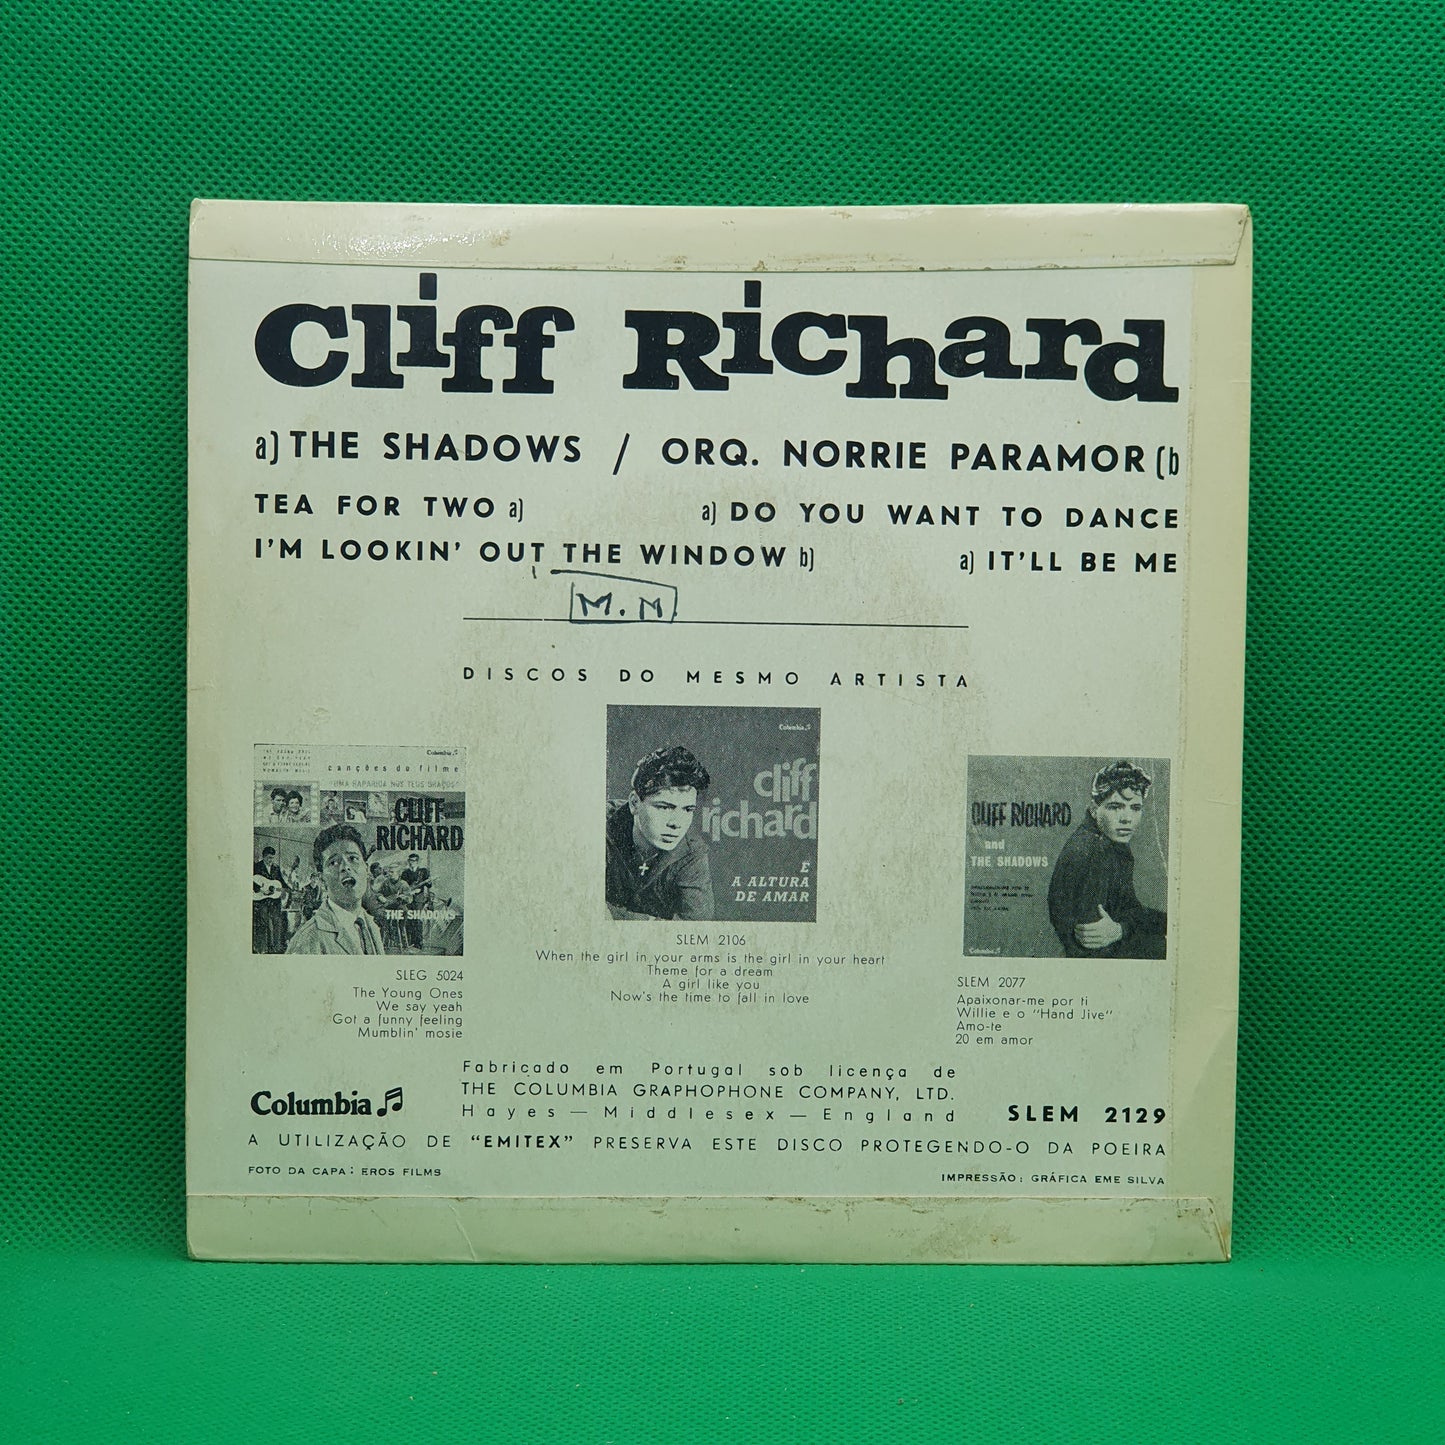 Cliff Richard
a) THE SHADOWS / ORQ. NORRIE PARAMOR (b
TEA FOR TWO a)
a) DO YOU WANT TO DANCE
I'M LOOKIN' OUT THE WINDOW b)
a) IT'LL BE ME
M. M.
DISCOS DO MESMO ARTISTA
Columbia
canções do filme
"UMA RAPARIGA NOS TEUS BRAÇOS"
CLIFF
RICHARD
THE SHADOWS
SLEG 5024
The Young Ones
We say yeah
Got a funny feeling
Mumblin' mosie
Columbia
cliff
richard
E
A ALTURA
DE AMAR
SLEM 2106
When the girl in your arms is the girl in your heart
Theme for a dream
A girl like you
Now's the time to fall in love
CLIFF RICHARD
and
THE SHADOWS
Columbia
SLEM 2077
Apaixonar-me por ti
Willie e o "Hand Jive"
Amo-te
20 em amor
Fabricado em Portugal sob licença de
THE COLUMBIA GRAPHOPHONE COMPANY, LTD.
Hayes — Middlesex — England
Columbia
SLEM 2129
A UTILIZAÇÃO DE "EMITEX" PRESERVA ESTE DISCO PROTEGENDO-O DA POEIRA
FOTO DA CAPA: EROS FILMS
IMPRESSÃO: GRÁFICA EME SILVA